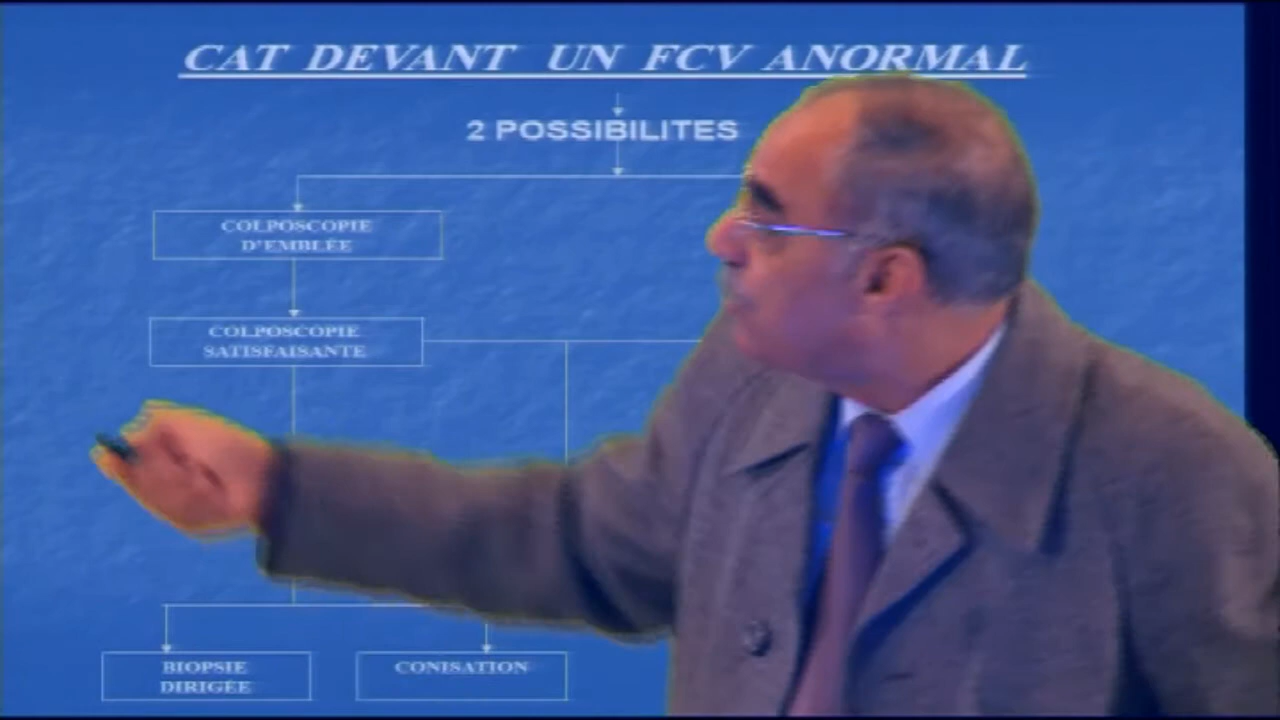 CAT DEVANT UN FCV ANORMAL
2 POSSIBILITES
COLPOSCOPIE
D'EMBLÉE
COLPOSCOPIE
SATISFAISANTE
BIOPSIE
DIRIGÉE
CONISATION